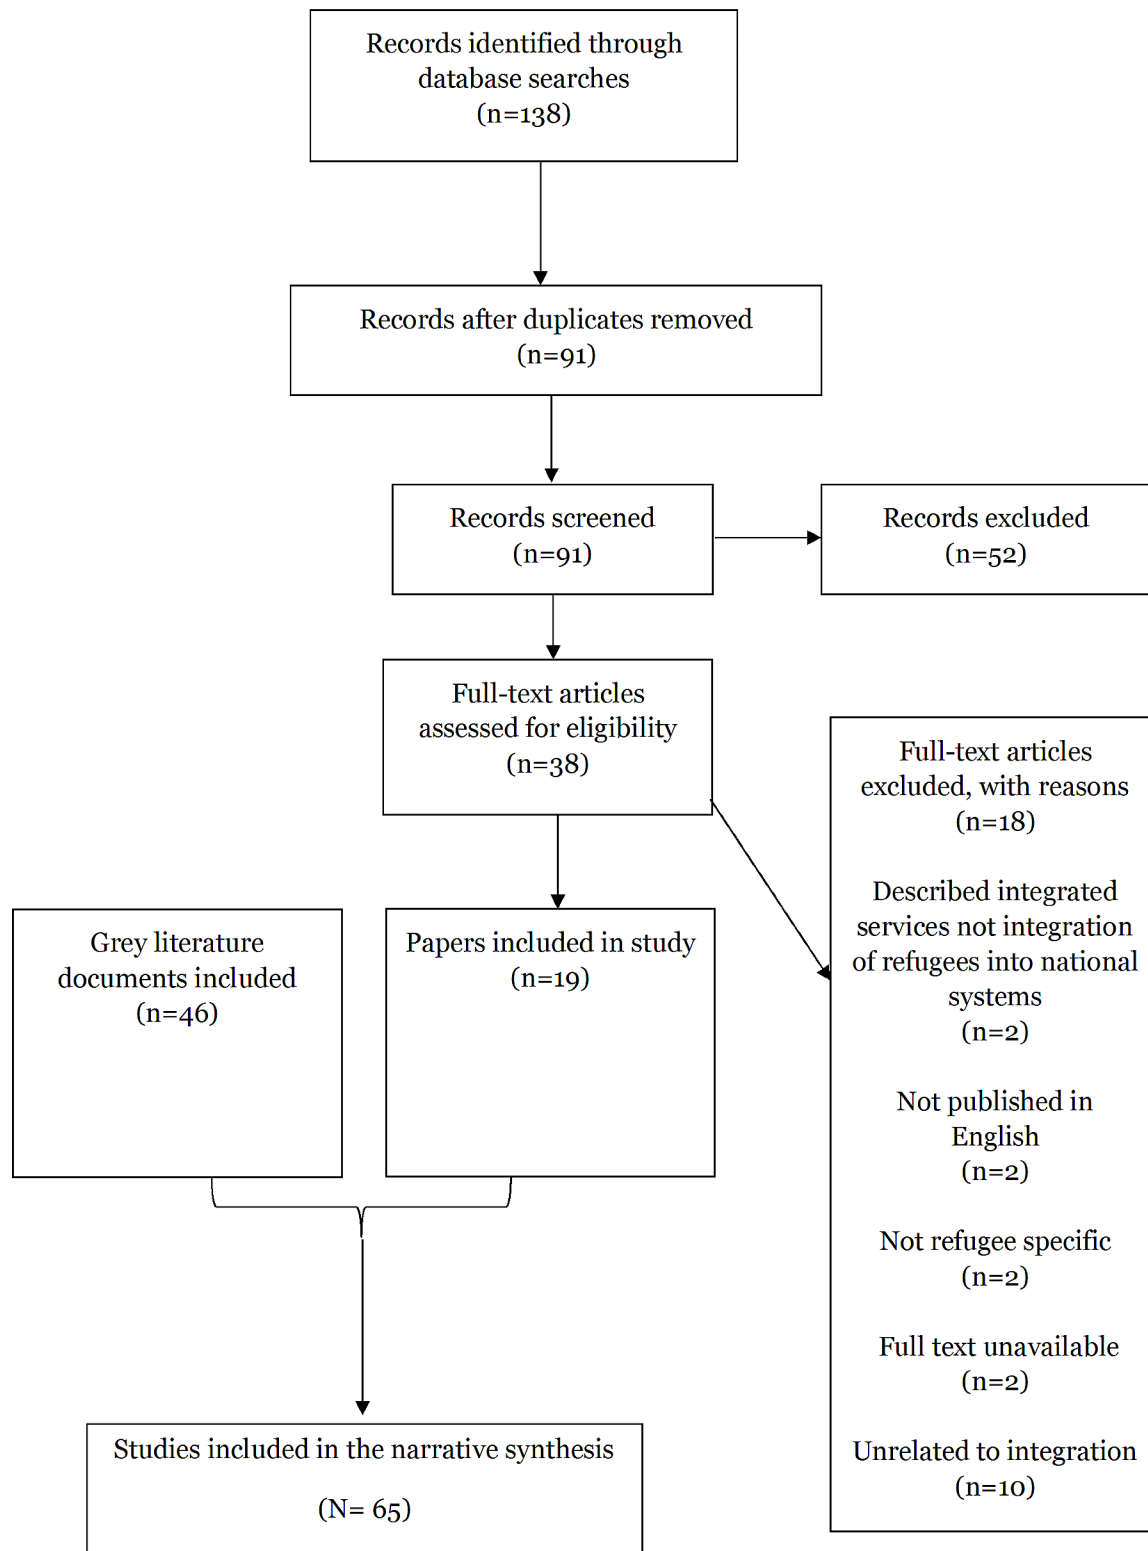 Records identified through
database searches
(n=138)
Records after duplicates removed
(n=91)
Records screened
(n=91)
Records excluded
(n=52)
Full-text articles
assessed for eligibility
(n=38)
Full-text articles
excluded, with reasons
(n=18)
Described integrated
services not integration
of refugees into national
systems
(n=2)
Not published in
English
(n=2)
Not refugee specific
(n=2)
Full text unavailable
(n=2)
Unrelated to integration
(n=10)
Grey literature
documents included
(n=46)
Papers included in study
(n=19)
Studies included in the narrative synthesis
(N= 65)